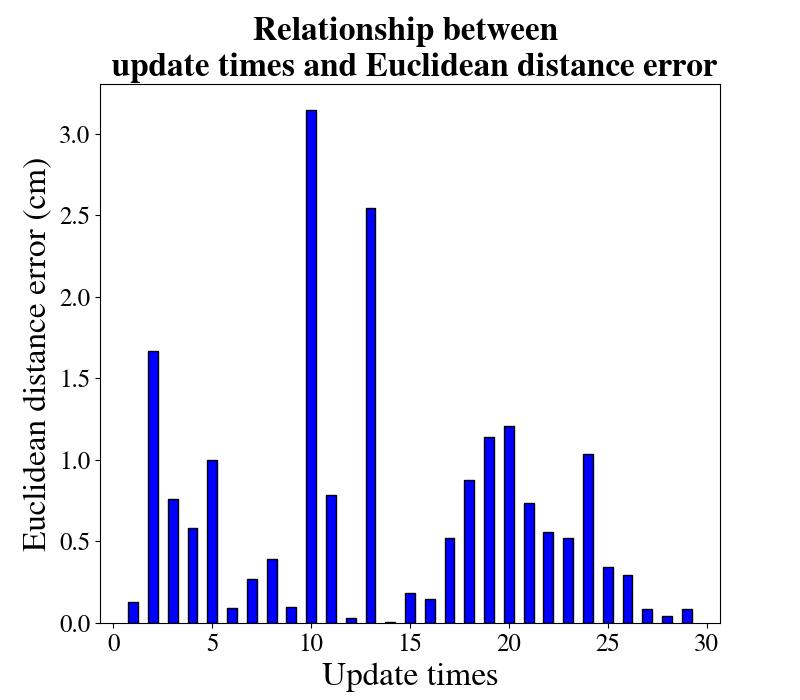 Relationship between
update times and Euclidean distance error
Euclidean distance error (cm)
3.0
2.5
2.0
1.5
1.0
0.5
0.0
0 5 10 15 20 25 30
Update times